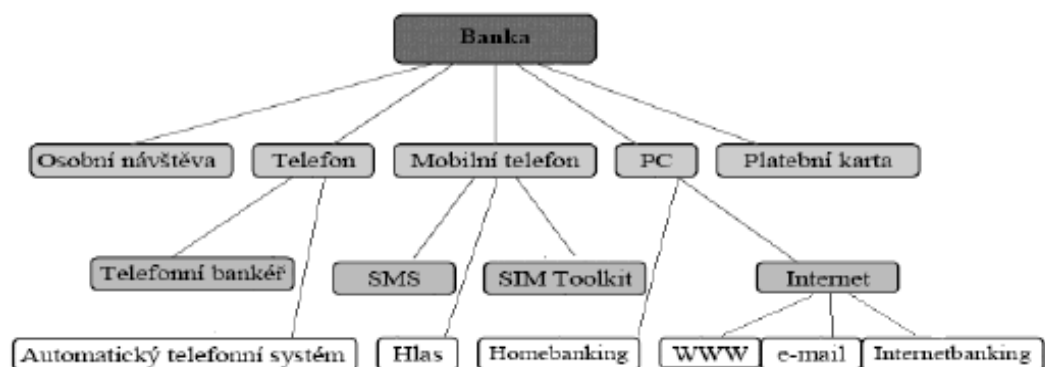 Banka
Osobní návštěva
Telefon
Mobilní telefon
PC
Platební karta
Telefonní bankéř
SMS
SIM Toolkit
Internet
Automatický telefonní systém
Hlas
Homebanking
WWW
e-mail
Internetbanking